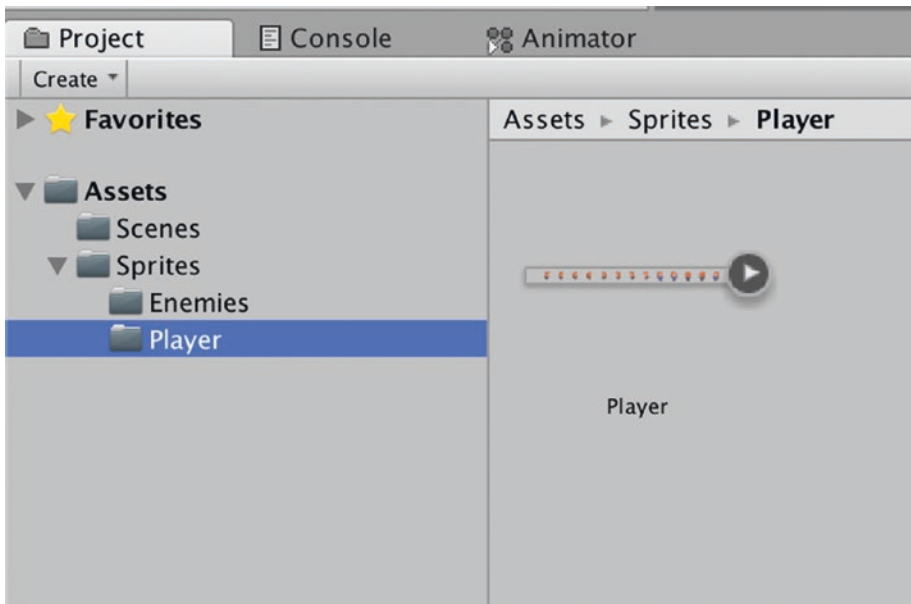 Project
Console
Animator
Create
Favorites
Assets
Scenes
Sprites
Enemies
Player
Assets Sprites Player
Player